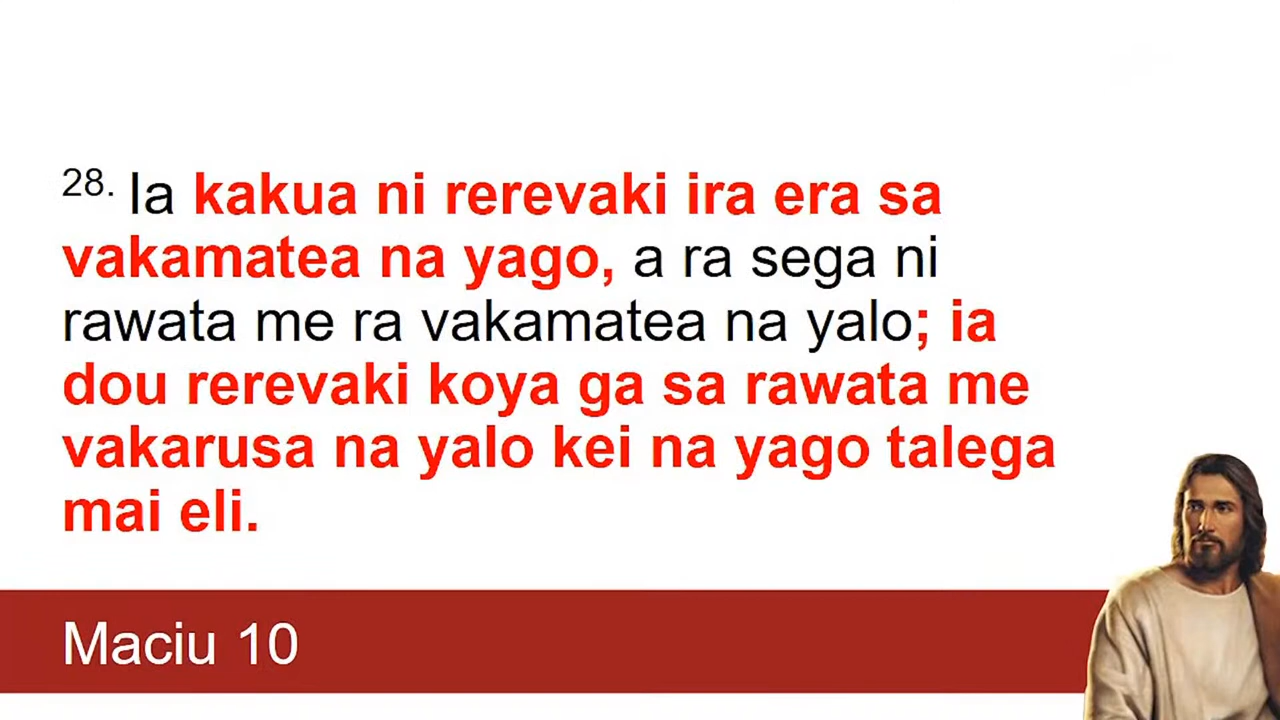 28. Ia kakua ni rerevaki ira era sa
vakamatea na yago, a ra sega ni
rawata me ra vakamatea na yalo; ia
dou rerevaki koya ga sa rawata me
vakarusa na yalo kei na yago talega
mai eli.
Maciu 10